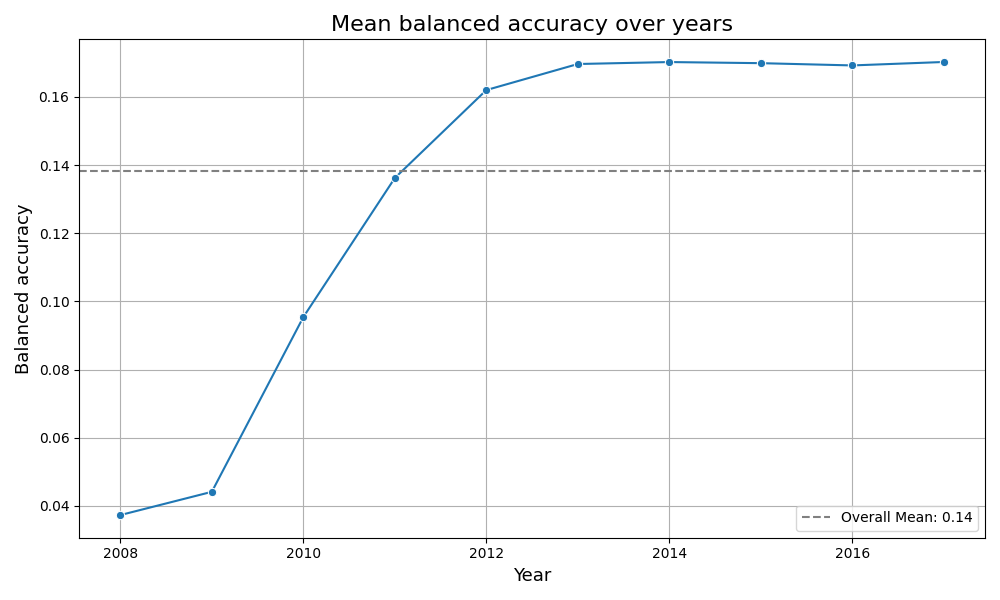 Mean balanced accuracy over years
Balanced accuracy
0.16
0.14
0.12
0.10
0.08
0.06
0.04
Overall Mean: 0.14
2008 2010 2012 2014 2016
Year